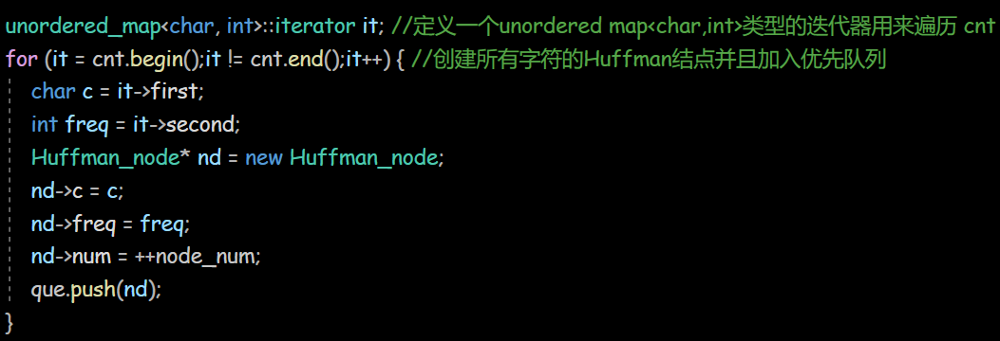 unordered_map<char, int>::iterator it; //定义一个unordered map<char,int>类型的迭代器用来遍历 cnt
for (it = cnt.begin();it != cnt.end();it++) { //创建所有字符的Huffman结点并且加入优先队列
    char c = it->first;
    int freq = it->second;
    Huffman_node* nd = new Huffman_node;
    nd->c = c;
    nd->freq = freq;
    nd->num = ++node_num;
    que.push(nd);
}